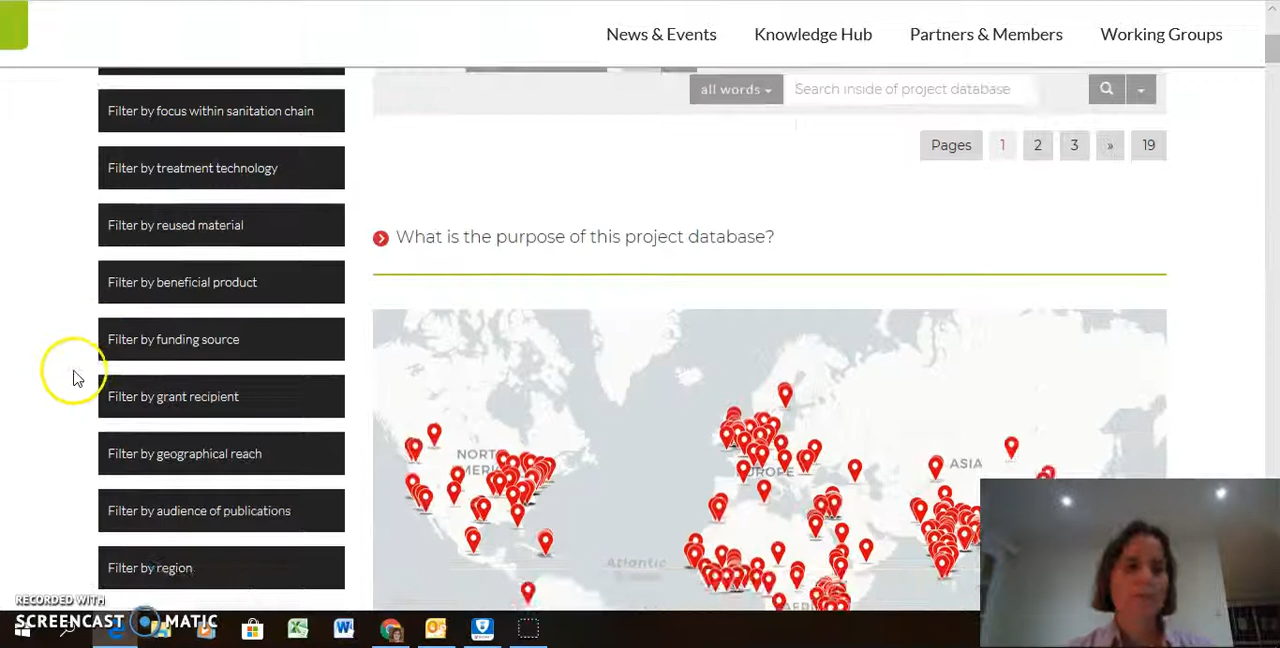 News & Events
Knowledge Hub
Partners & Members
Working Groups
all words
Search inside of project database
Pages 1 2 3 » 19
Filter by focus within sanitation chain
Filter by treatment technology
Filter by reused material
Filter by beneficial product
Filter by funding source
Filter by grant recipient
Filter by geographical reach
Filter by audience of publications
Filter by region
What is the purpose of this project database?
NORTH
EUROPE
ASIA
Atlantic
RECORDED WITH
SCREENCAST MATIC